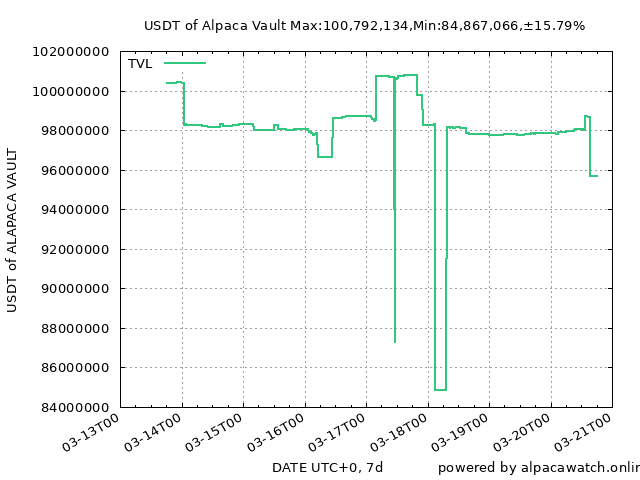 USDT of Alpaca Vault Max:100,792,134,Min:84,867,066,±15.79%
TVL
102000000
100000000
98000000
96000000
94000000
92000000
90000000
88000000
86000000
84000000
USDT of ALAPACA VAULT
03-13T00
03-14T00
03-15T00
03-16T00
03-17T00
03-18T00
03-19T00
03-20T00
03-21T00
DATE UTC+0, 7d
powered by alpacawatch.onlin